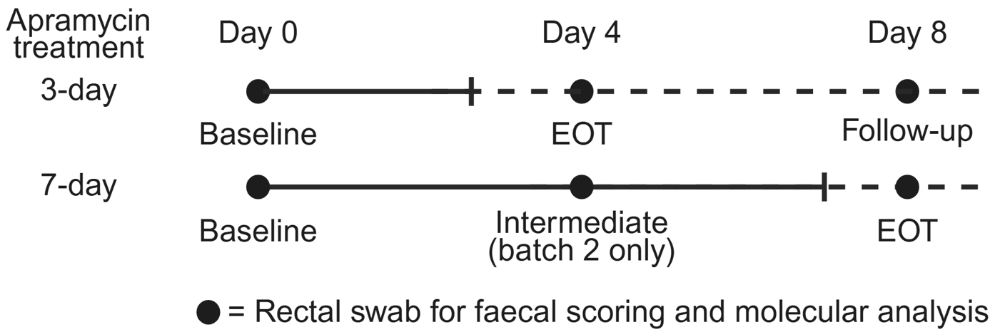 Apramycin
treatment
Day 0
Day 4
Day 8
3-day
Baseline
EOT
Follow-up
7-day
Baseline
Intermediate
(batch 2 only)
EOT
= Rectal swab for faecal scoring and molecular analysis